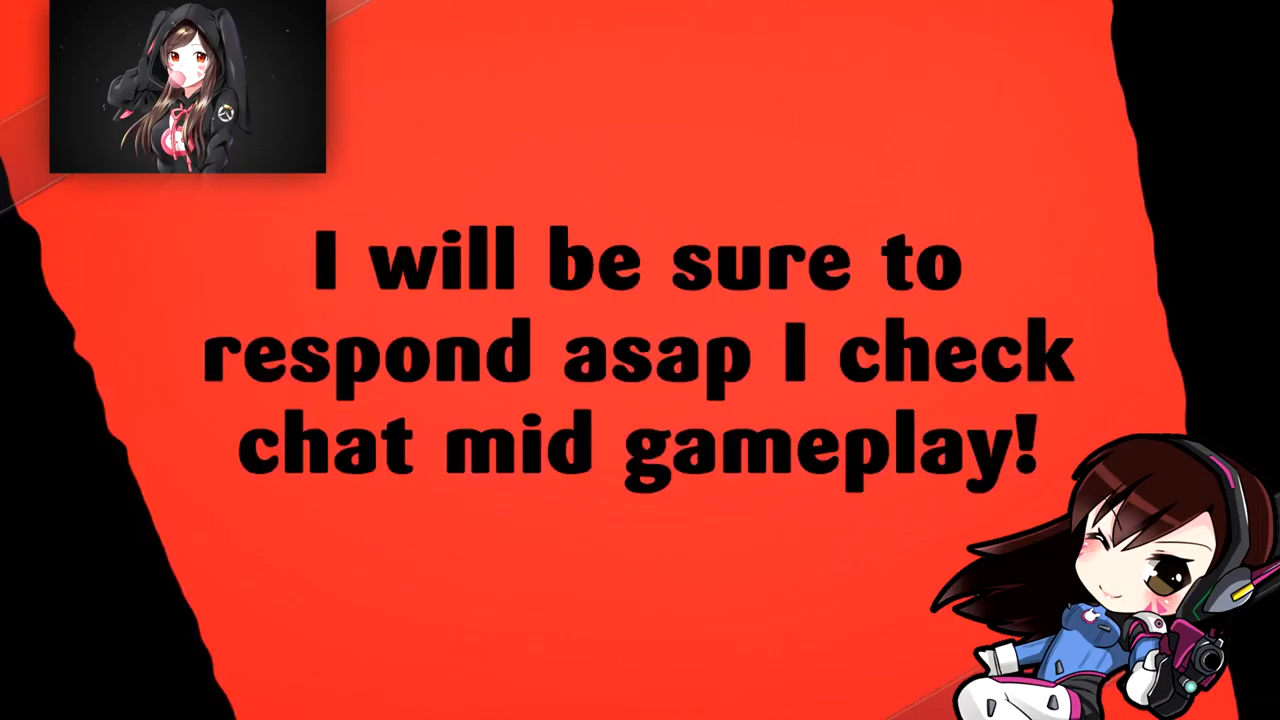 I will be sure to
respond asap I check
chat mid gameplay!